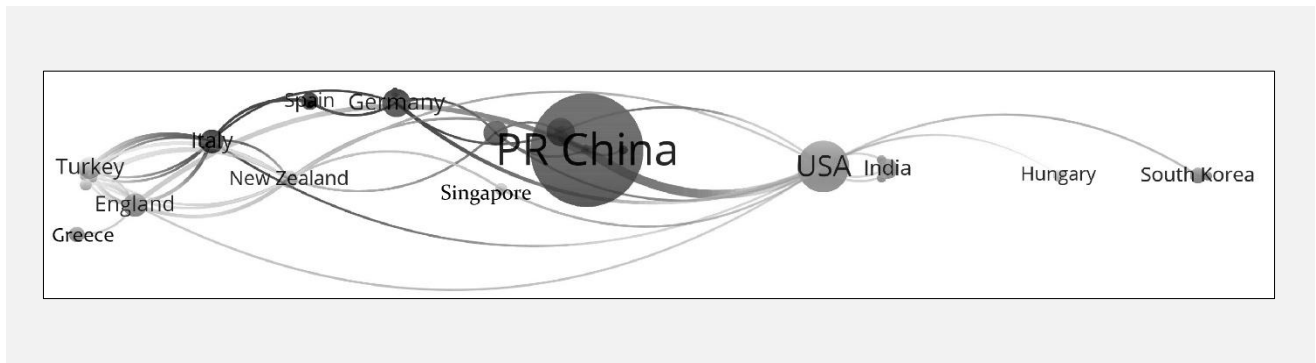 Spain
Germany
Italy
PR China
Turkey
USA
India
New Zealand
Hungary
South Korea
Singapore
England
Greece